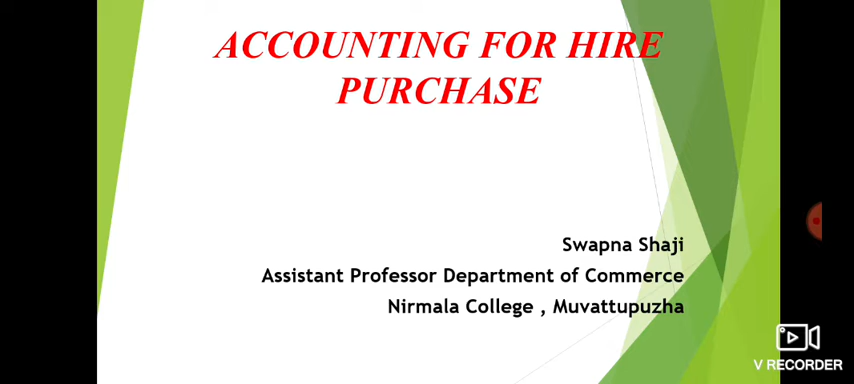 ACCOUNTING FOR HIRE
PURCHASE
Swapna Shaji
Assistant Professor Department of Commerce
Nirmala College , Muvattupuzha
V RECORDER